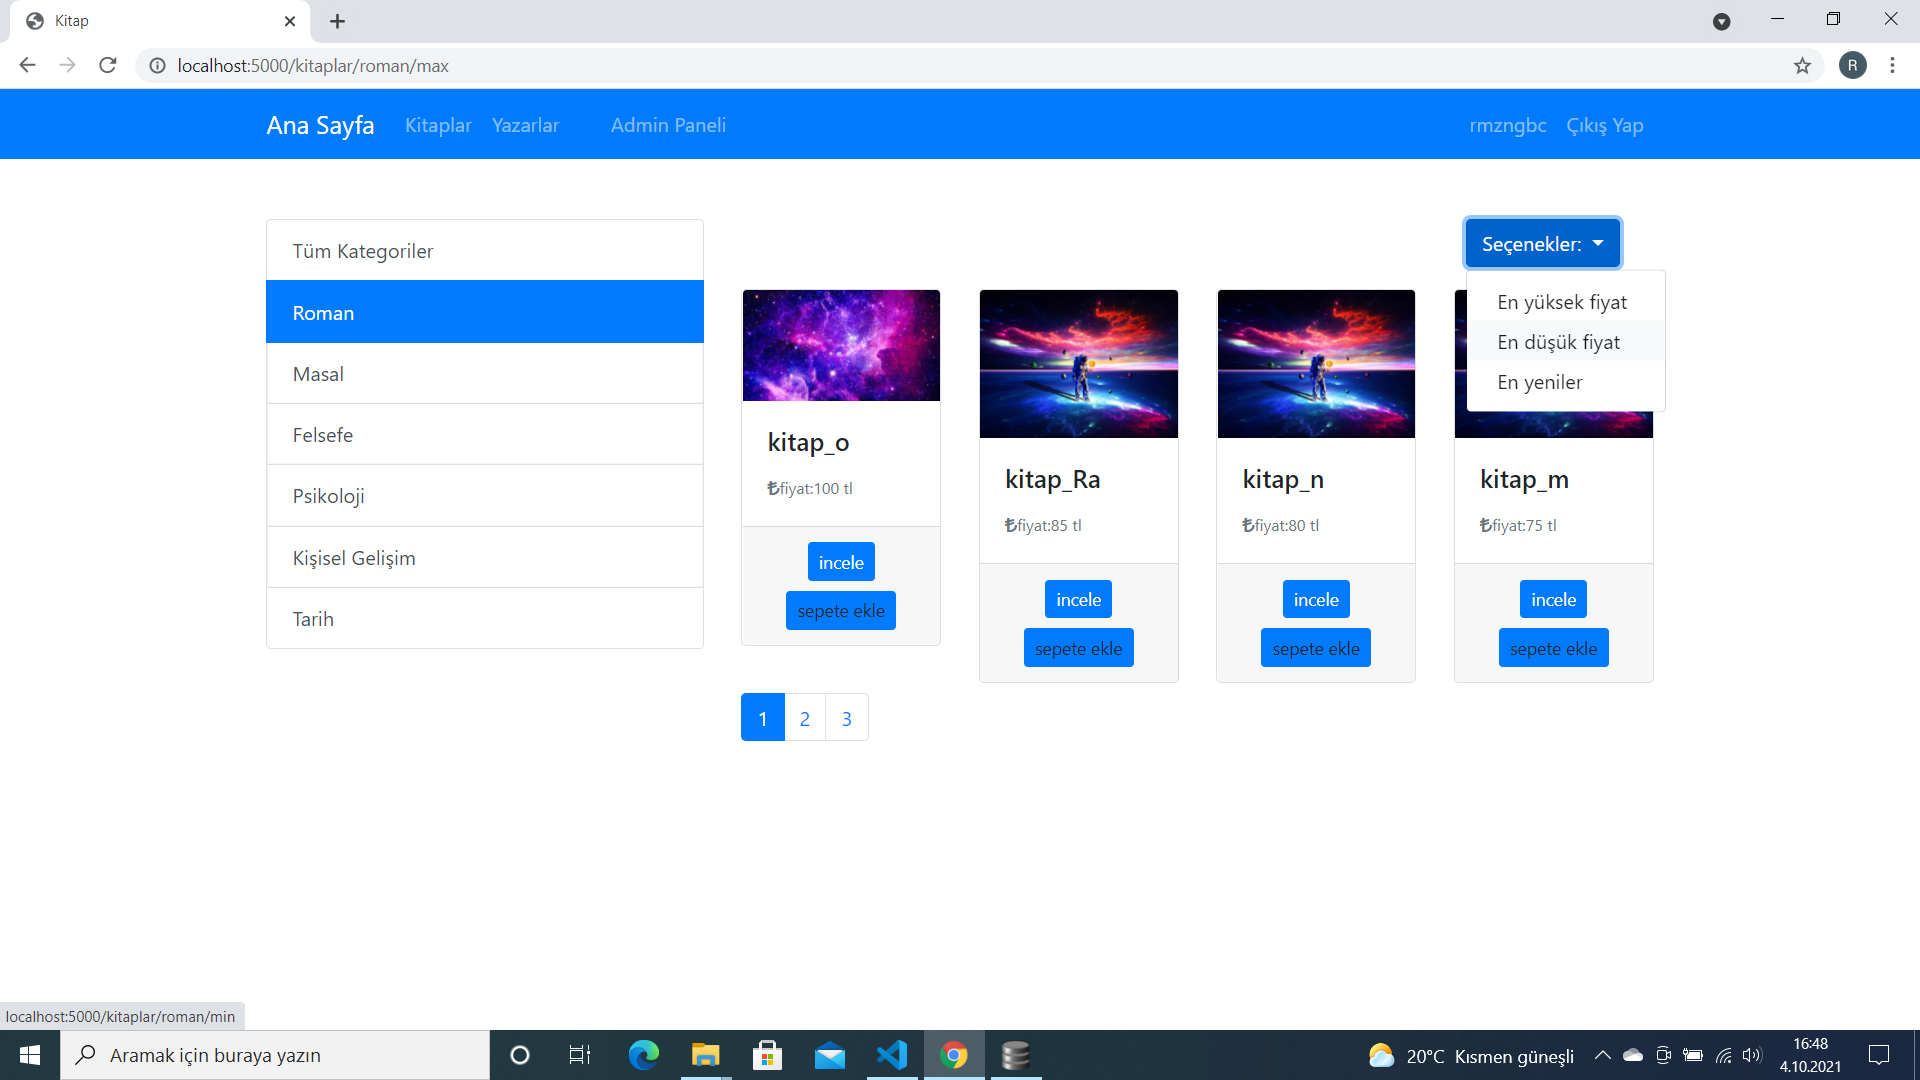 Kitap
localhost:5000/kitaplar/roman/max
R
Ana Sayfa Kitaplar Yazarlar Admin Paneli rmzngbc Çıkış Yap
Tüm Kategoriler
Roman
Masal
Felsefe
Psikoloji
Kişisel Gelişim
Tarih
Seçenekler:
En yüksek fiyat
En düşük fiyat
En yeniler
kitap_o
₺fiyat:100 tl
incele
sepete ekle
kitap_Ra
₺fiyat:85 tl
incele
sepete ekle
kitap_n
₺fiyat:80 tl
incele
sepete ekle
kitap_m
₺fiyat:75 tl
incele
sepete ekle
1 2 3
localhost:5000/kitaplar/roman/min
Aramak için buraya yazın
20°C Kısmen güneşli
16:48
4.10.2021